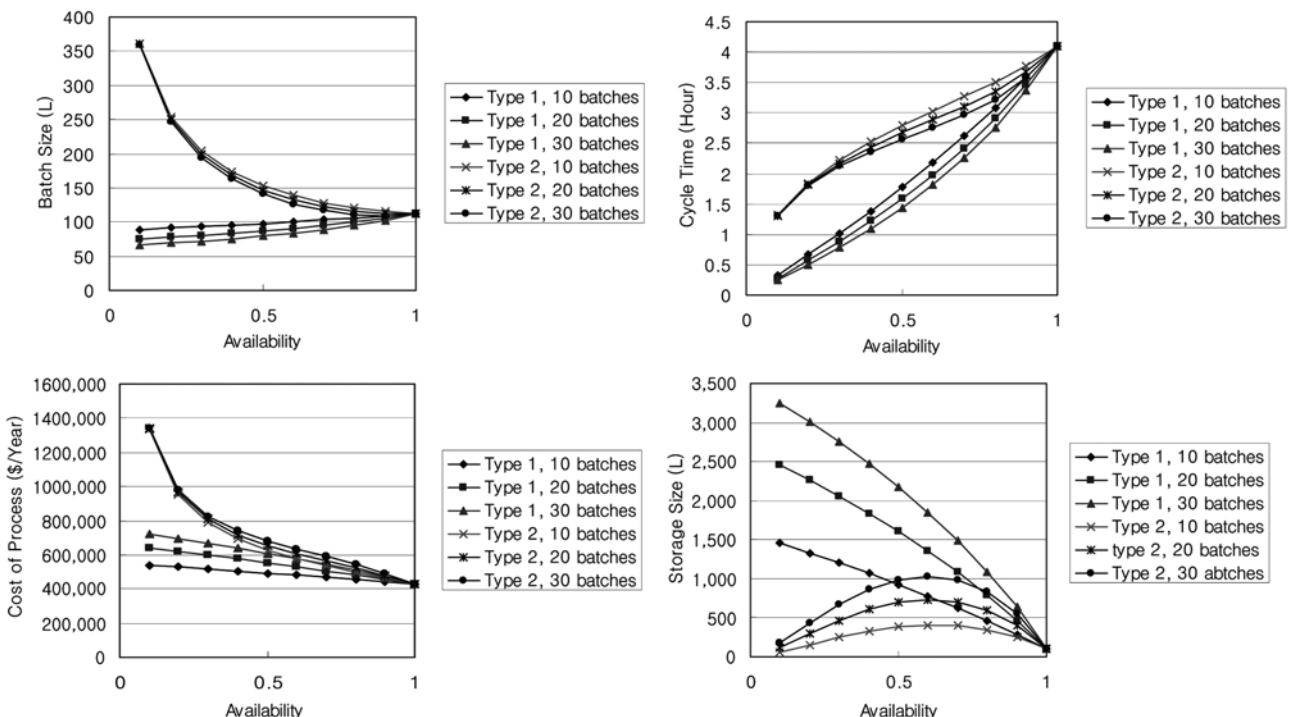 Batch Size (L)
400
350
300
250
200
150
100
50
0
0
0.5
1
Availability
Type 1, 10 batches
Type 1, 20 batches
Type 1, 30 batches
Type 2, 10 batches
Type 2, 20 batches
Type 2, 30 batches
Cycle Time (Hour)
4.5
4
3.5
3
2.5
2
1.5
1
0.5
0
0
0.5
1
Availability
Type 1, 10 batches
Type 1, 20 batches
Type 1, 30 batches
Type 2, 10 batches
Type 2, 20 batches
Type 2, 30 batches
Cost of Process ($/Year)
1600,000
1400,000
1200,000
1000,000
800,000
600,000
400,000
200,000
0
0
0.5
1
Availability
Type 1, 10 batches
Type 1, 20 batches
Type 1, 30 batches
Type 2, 10 batches
Type 2, 20 batches
Type 2, 30 batches
Storage Size (L)
3,500
3,000
2,500
2,000
1,500
1,000
500
0
0
0.5
1
Availability
Type 1, 10 batches
Type 1, 20 batches
Type 1, 30 batches
Type 2, 10 batches
type 2, 20 batches
Type 2, 30 abtches